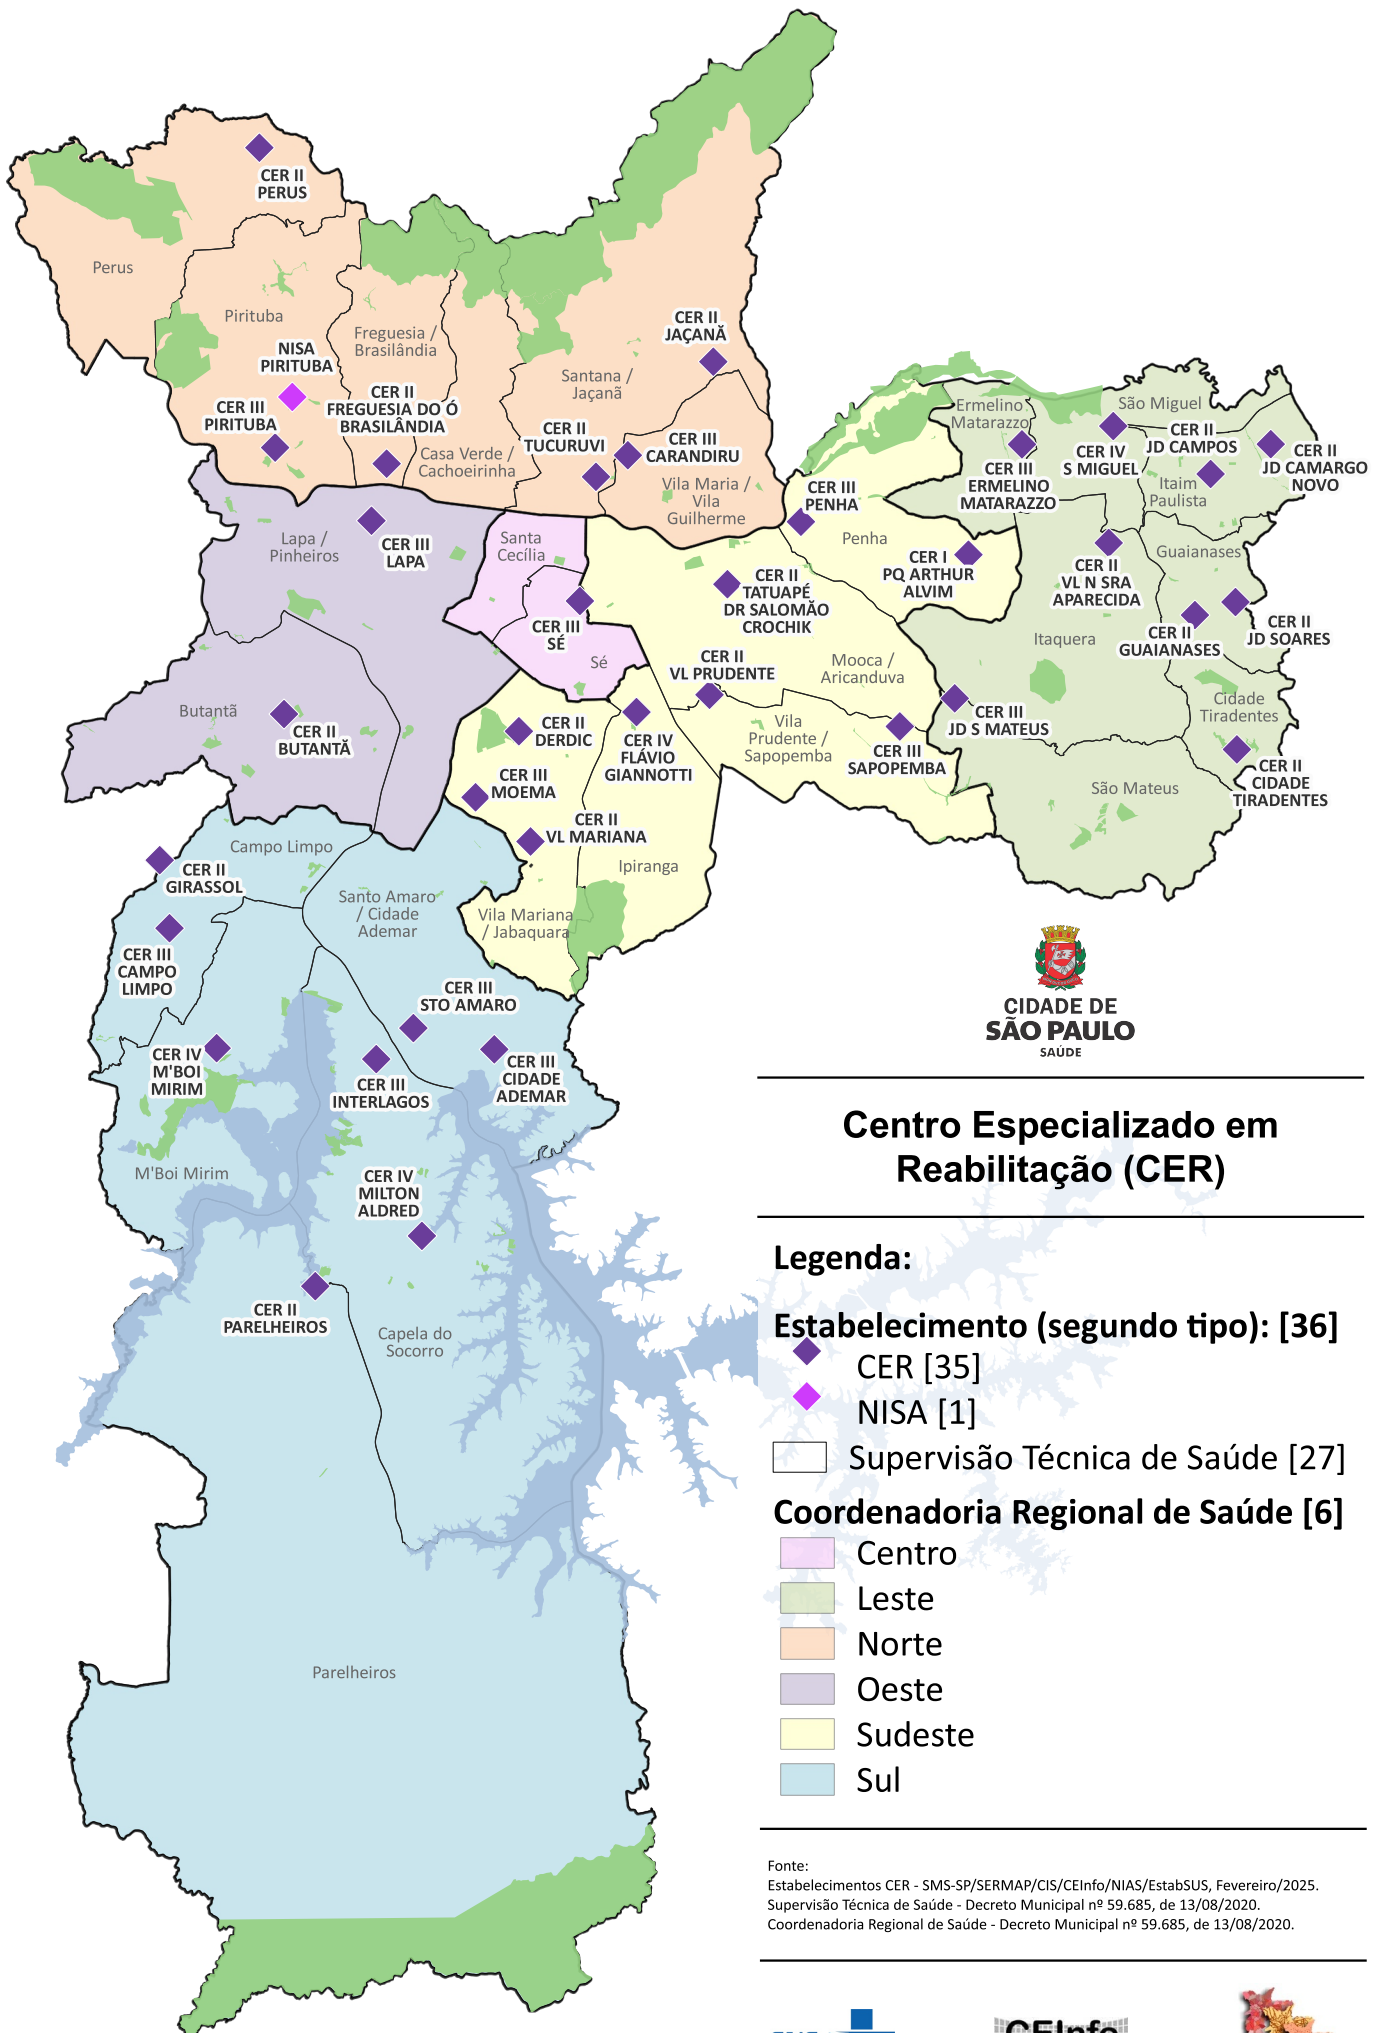 CER II
PERUS
Perus
Pirituba
NISA
PIRITUBA
CER III
PIRITUBA
Freguesia /
Brasilândia
CER II
FREGUESIA DO Ó
BRASILÂNDIA
Casa Verde /
Cachoeirinha
CER II
JAÇANÃ
Santana /
Jaçanã
CER II
TUCURUVI
CER III
CARANDIRU
Vila Maria /
Vila
Guilherme
Ermelino
Matarazzo
CER III
ERMELINO
MATARAZZO
São Miguel
CER IV
S MIGUEL
CER II
JD CAMPOS
Itaim
Paulista
CER II
JD CAMARGO
NOVO
CER III
PENHA
Penha
CER I
PQ ARTHUR
ALVIM
CER II
VL N SRA
APARECIDA
Guaianases
CER II
GUAIANASES
CER II
JD SOARES
Lapa /
Pinheiros
CER III
LAPA
Santa
Cecília
CER III
SÉ
Sé
CER II
TATUAPÉ
DR SALOMÃO
CROCHIK
CER II
VL PRUDENTE
Mooca /
Aricanduva
Itaquera
Butantã
CER II
BUTANTÃ
CER II
DERDIC
CER IV
FLÁVIO
GIANNOTTI
Vila
Prudente /
Sapopemba
CER III
SAPOPEMBA
CER III
JD S MATEUS
Cidade
Tiradentes
CER II
CIDADE
TIRADENTES
São Mateus
CER III
MOEMA
CER II
VL MARIANA
Ipiranga
Vila Mariana
/ Jabaquara
Campo Limpo
CER II
GIRASSOL
CER III
CAMPO
LIMPO
Santo Amaro
/ Cidade
Ademar
CER III
STO AMARO
CER IV
M'BOI
MIRIM
CER III
INTERLAGOS
CER III
CIDADE
ADEMAR
M'Boi Mirim
CER IV
MILTON
ALDRED
CER II
PARELHEIROS
Capela do
Socorro
Parelheiros
CIDADE DE
SÃO PAULO
SAÚDE
Centro Especializado em
Reabilitação (CER)
Legenda:
Estabelecimento (segundo tipo): [36]
CER [35]
NISA [1]
Supervisão Técnica de Saúde [27]
Coordenadoria Regional de Saúde [6]
Centro
Leste
Norte
Oeste
Sudeste
Sul
Fonte:
Estabelecimentos CER - SMS-SP/SERMAP/CIS/CEInfo/NIAS/EstabSUS, Fevereiro/2025.
Supervisão Técnica de Saúde - Decreto Municipal nº 59.685, de 13/08/2020.
Coordenadoria Regional de Saúde - Decreto Municipal nº 59.685, de 13/08/2020.
CEInfo